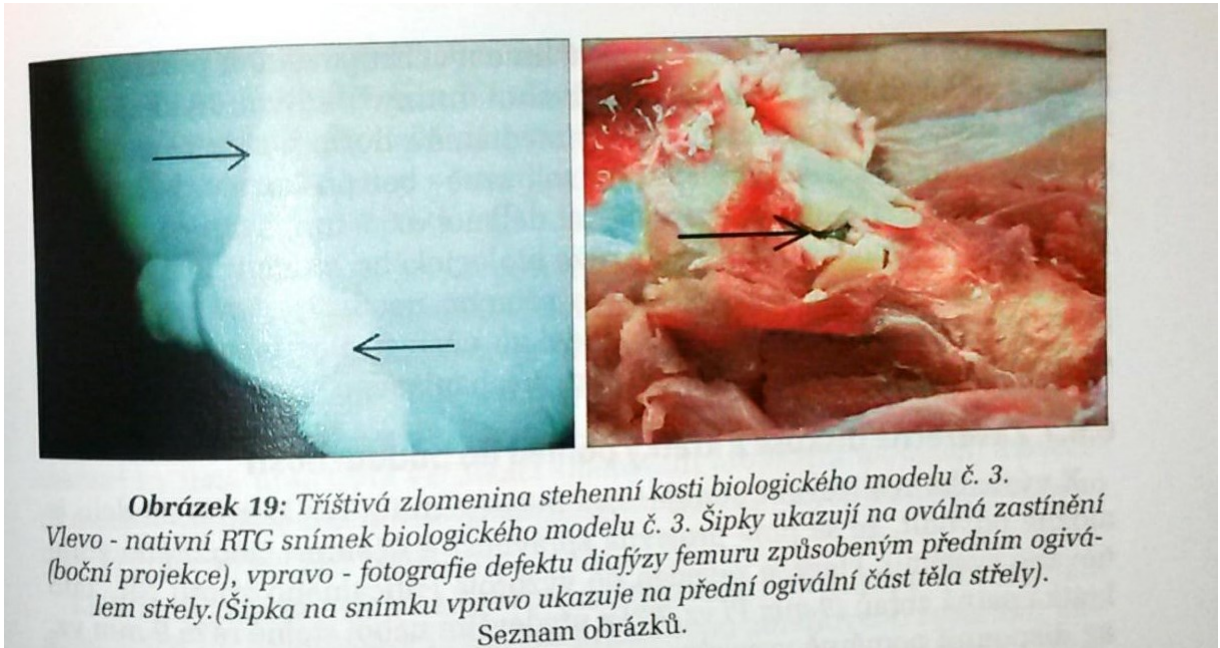 Obrázek 19: Tříštivá zlomenina stehenní kosti biologického modelu č. 3.
Vlevo - nativní RTG snímek biologického modelu č. 3. Šipky ukazují na oválná zastínění
(boční projekce), vpravo - fotografie defektu diafýzy femuru způsobeným předním ogivá-
lem střely.(Šipka na snímku vpravo ukazuje na přední ogivální část těla střely).
Seznam obrázků.